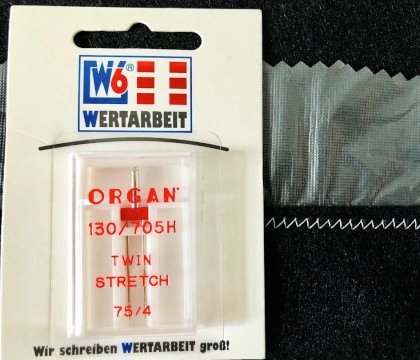 W6®
WERTARBEIT
ORGAN
130/705H
TWIN
STRETCH
75/4
Wir schreiben WERTARBEIT groß!